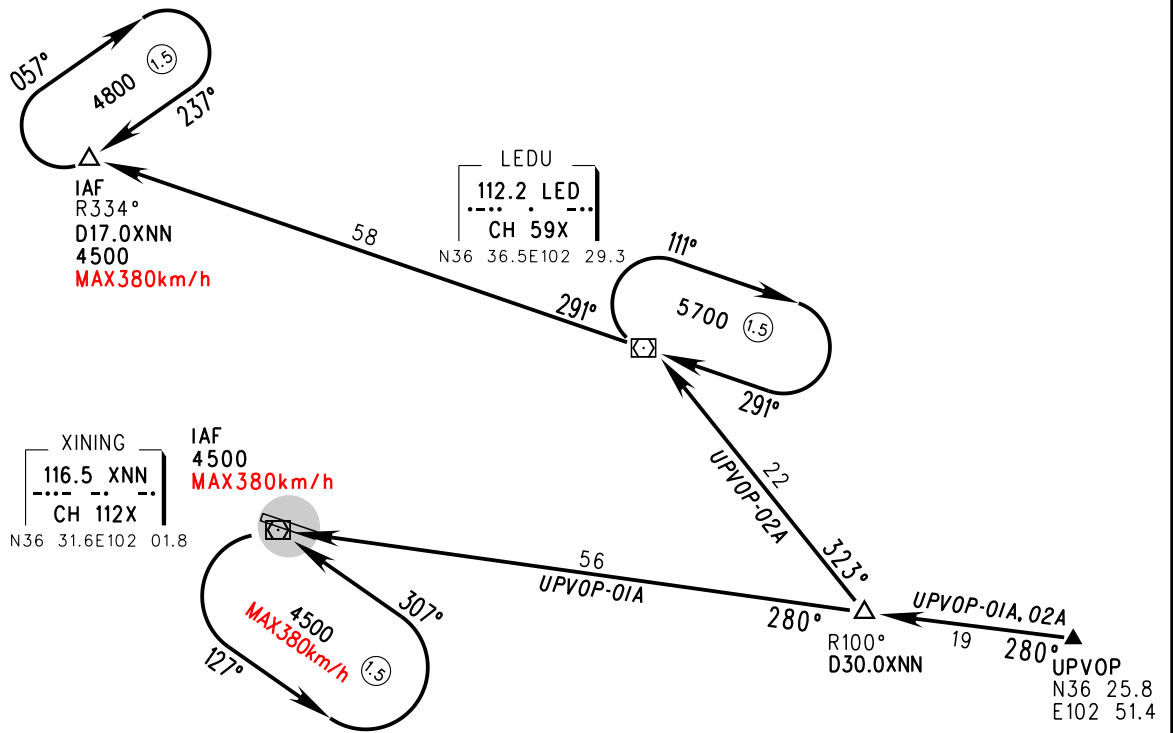 057°
4800
1.5
237°
IAF
R334°
D17.0XNN
4500
MAX380km/h
58
LEDU
112.2 LED
·-·· · -··
CH 59X
N36 36.5E102 29.3
291°
111°
5700
1.5
291°
XINING
116.5 XNN
-··- -· -·
CH 112X
N36 31.6E102 01.8
IAF
4500
MAX380km/h
4500
MAX380km/h
1.5
307°
127°
56
UPVOP-01A
280°
22
UPVOP-02A
323°
R100°
D30.0XNN
UPVOP-01A, 02A
19
280°
UPVOP
N36 25.8
E102 51.4